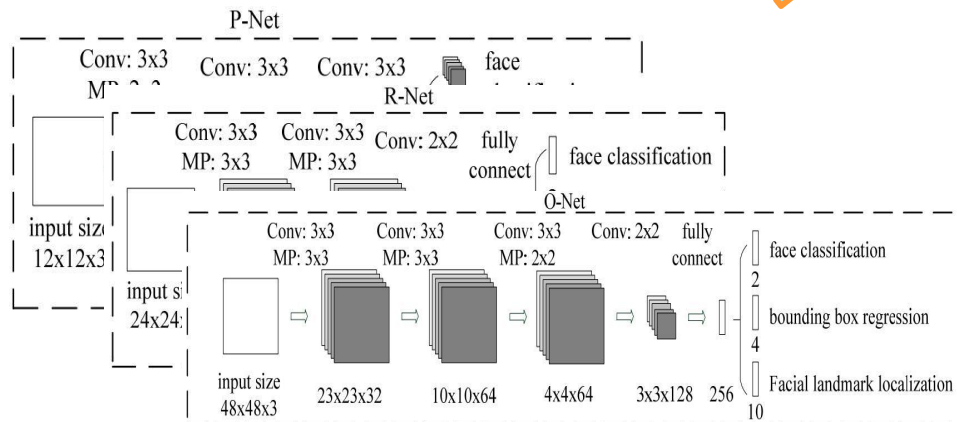 P-Net
Conv: 3x3 Conv: 3x3 Conv: 3x3 face
input size
12x12x3
R-Net
Conv: 3x3 Conv: 3x3 Conv: 2x2 fully
MP: 3x3 MP: 3x3 connect face classification
24x24
O-Net
Conv: 3x3 Conv: 3x3 Conv: 3x3 Conv: 2x2 fully
MP: 3x3 MP: 3x3 MP: 2x2 connect
face classification
2
bounding box regression
4
Facial landmark localization
10
input size
48x48x3 23x23x32 10x10x64 4x4x64 3x3x128 256